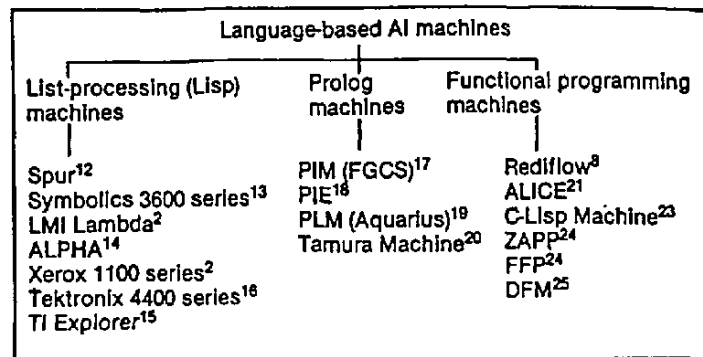 Language-based AI machines
List-processing (Lisp)
machines
Spur¹²
Symbolics 3600 series¹³
LMI Lambda²
ALPHA¹⁴
Xerox 1100 series²
Tektronix 4400 series¹⁶
TI Explorer¹⁵
Prolog
machines
PIM (FGCS)¹⁷
PIE¹⁸
PLM (Aquarius)¹⁹
Tamura Machine²⁰
Functional programming
machines
Rediflow⁸
ALICE²¹
C-Lisp Machine²³
ZAPP²⁴
FFP²⁴
DFM²⁵